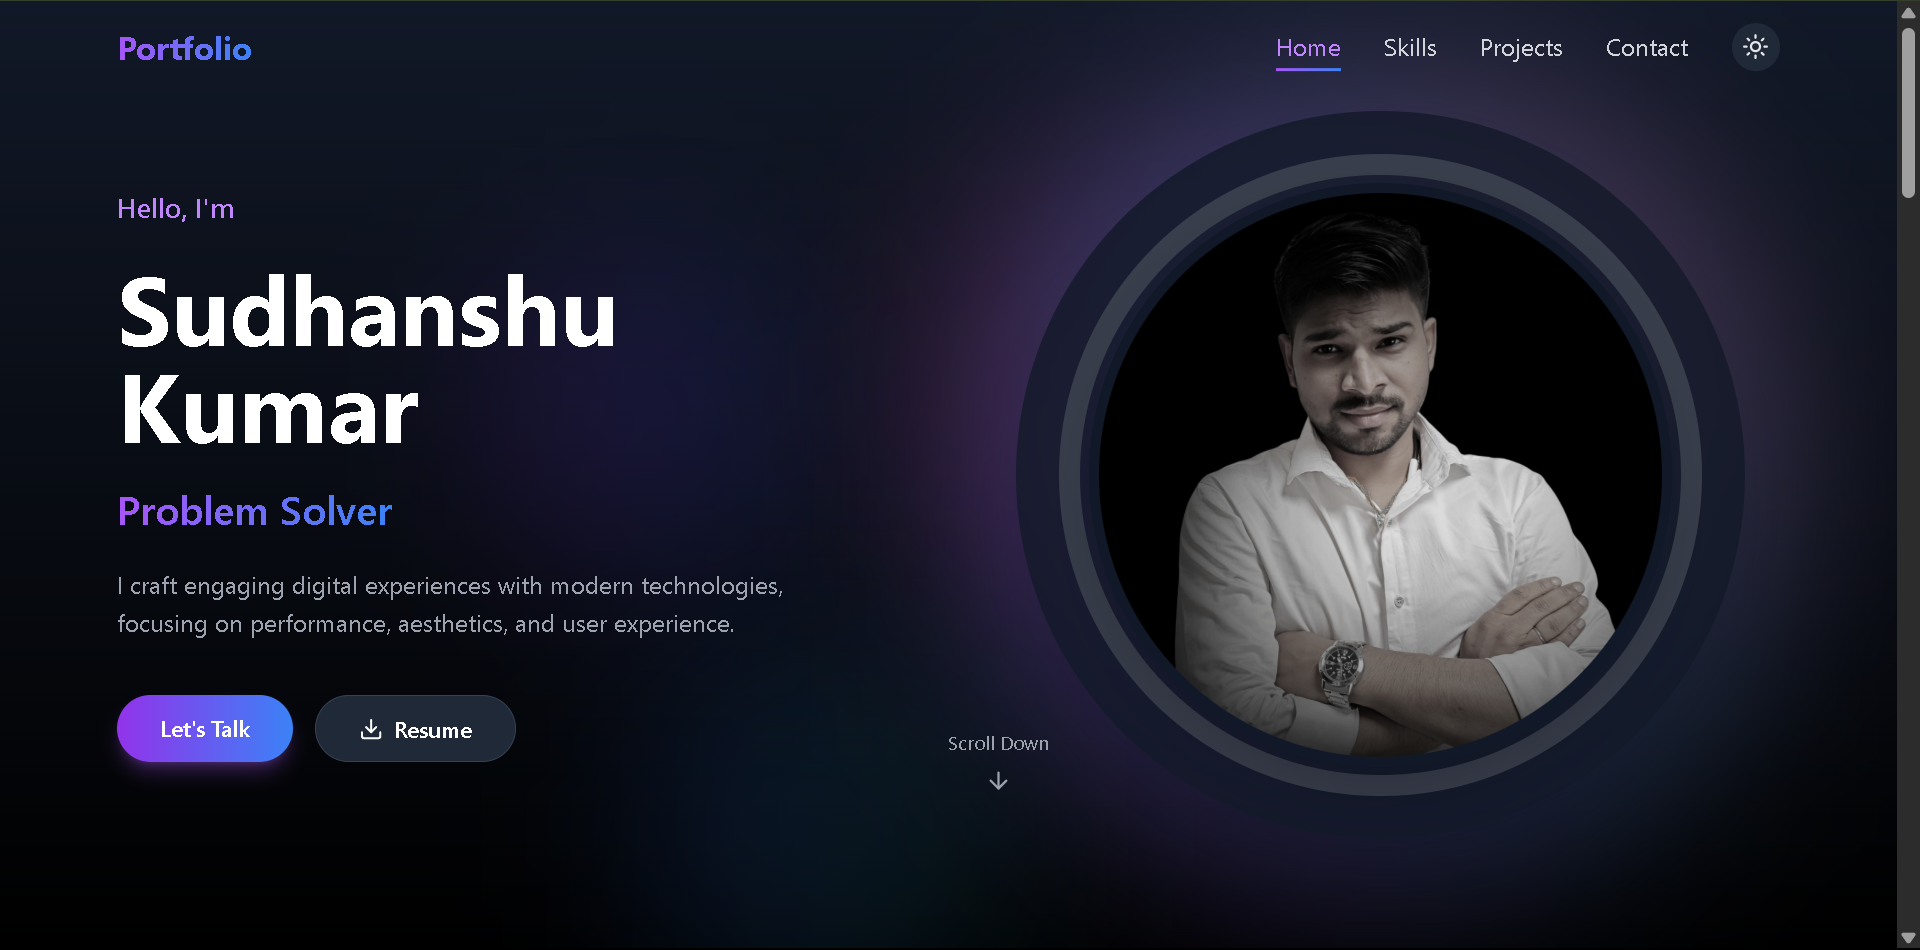 Portfolio
Home Skills Projects Contact
Hello, I'm
Sudhanshu
Kumar
Problem Solver
I craft engaging digital experiences with modern technologies,
focusing on performance, aesthetics, and user experience.
Let's Talk
Resume
Scroll Down